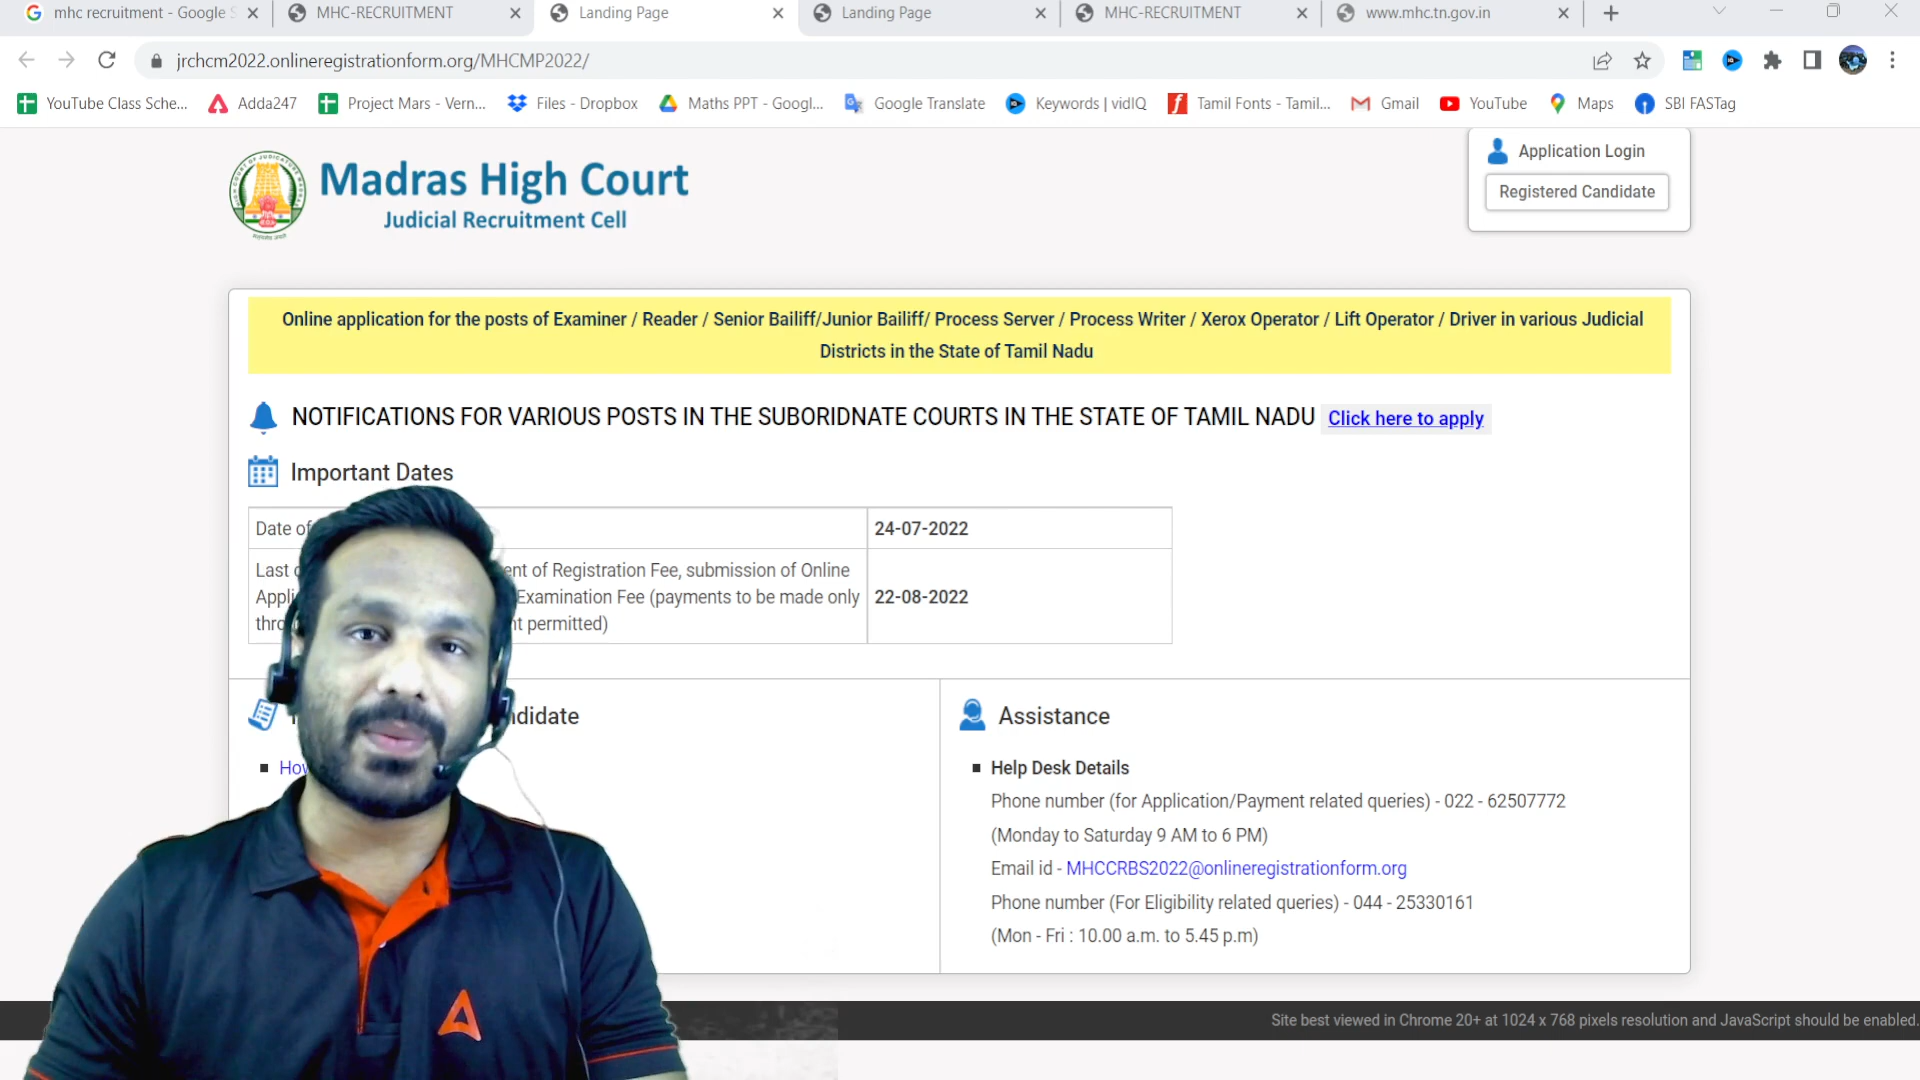 mhc recruitment - Google
MHC-RECRUITMENT
Landing Page
Landing Page
MHC-RECRUITMENT
www.mhc.tn.gov.in
jrchcm2022.onlineregistrationform.org/MHCMP2022/
YouTube Class Sche...
Adda247
Project Mars - Vern...
Files - Dropbox
Maths PPT - Googl...
Google Translate
Keywords | vidIQ
Tamil Fonts - Tamil...
Gmail
YouTube
Maps
SBI FASTag
Madras High Court
Judicial Recruitment Cell
Application Login
Registered Candidate
Online application for the posts of Examiner / Reader / Senior Bailiff/Junior Bailiff/ Process Server / Process Writer / Xerox Operator / Lift Operator / Driver in various Judicial
Districts in the State of Tamil Nadu
NOTIFICATIONS FOR VARIOUS POSTS IN THE SUBORIDNATE COURTS IN THE STATE OF TAMIL NADU Click here to apply
Important Dates
Date of
24-07-2022
Last of Registration Fee, submission of Online
Examination Fee (payments to be made only
permitted)
22-08-2022
Assistance
Help Desk Details
Phone number (for Application/Payment related queries) - 022 - 62507772
(Monday to Saturday 9 AM to 6 PM)
Email id - MHCCRBS2022@onlineregistrationform.org
Phone number (For Eligibility related queries) - 044 - 25330161
(Mon - Fri : 10.00 a.m. to 5.45 p.m)
Site best viewed in Chrome 20+ at 1024 x 768 pixels resolution and JavaScript should be enabled.